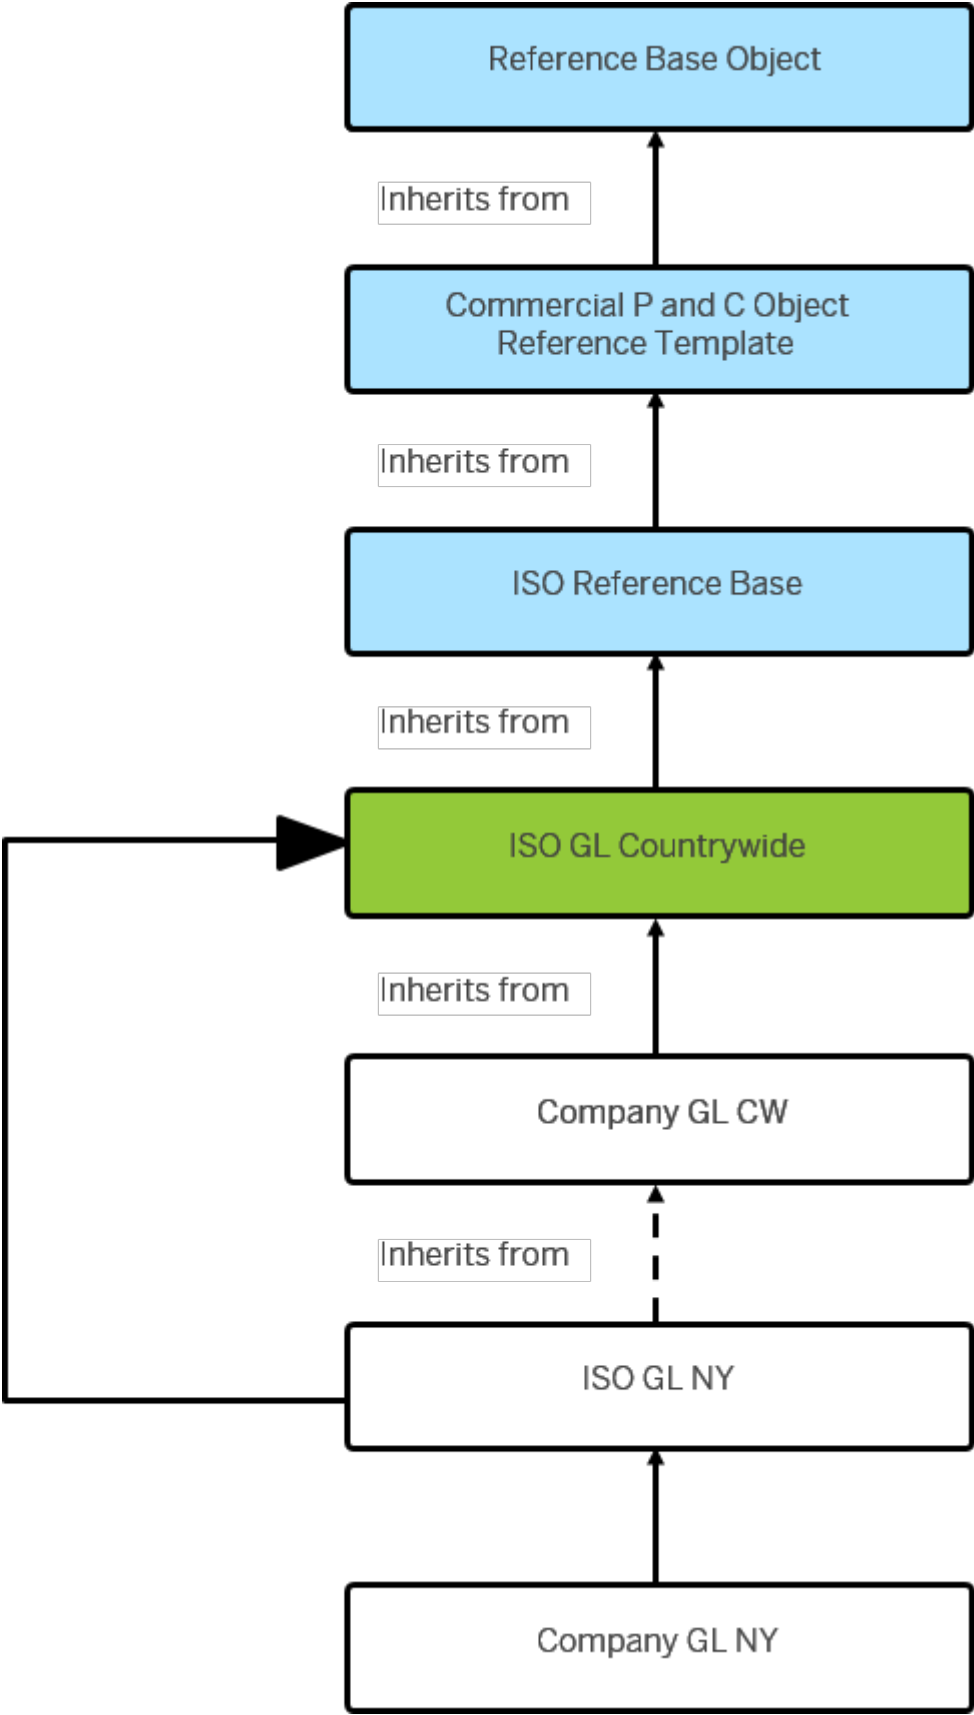 Reference Base Object
Inherits from
Commercial P and C Object
Reference Template
Inherits from
ISO Reference Base
Inherits from
ISO GL Countrywide
Inherits from
Company GL CW
Inherits from
ISO GL NY
Company GL NY